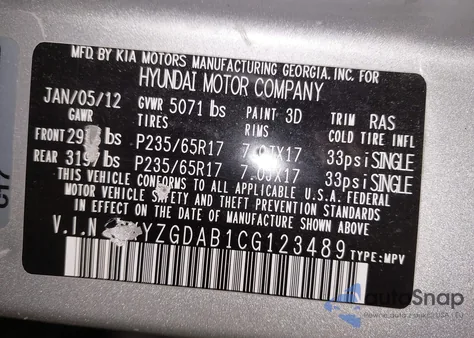 MFD. BY KIA MOTORS MANUFACTURING GEORGIA, INC. FOR
HYUNDAI MOTOR COMPANY
JAN/05/12 GVWR 5071 lbs PAINT 3D TRIM RAS
GAWR TIRES RIMS COLD TIRE INFL
FRONT lbs P235/65R17 33psi SINGLE
REAR lbs P235/65R17 7.0JX17 33psi SINGLE
THIS VEHICLE CONFORMS TO ALL APPLICABLE U.S.A. FEDERAL
MOTOR VEHICLE SAFETY AND THEFT PREVENTION STANDARDS
IN EFFECT ON THE DATE OF MANUFACTURE SHOWN ABOVE.
V.I.N YZGDAB1CG123489 TYPE: MPV
autoSnap